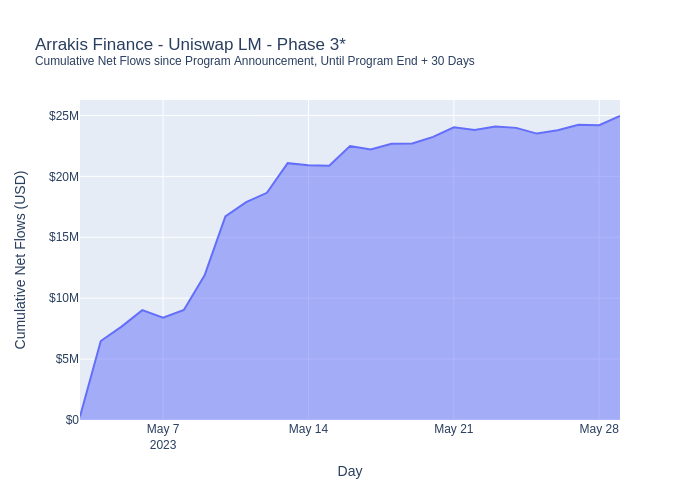 Arrakis Finance - Uniswap LM - Phase 3*
Cumulative Net Flows since Program Announcement, Until Program End + 30 Days
Cumulative Net Flows (USD)
$25M
$20M
$15M
$10M
$5M
$0
May 7
2023
May 14
May 21
May 28
Day